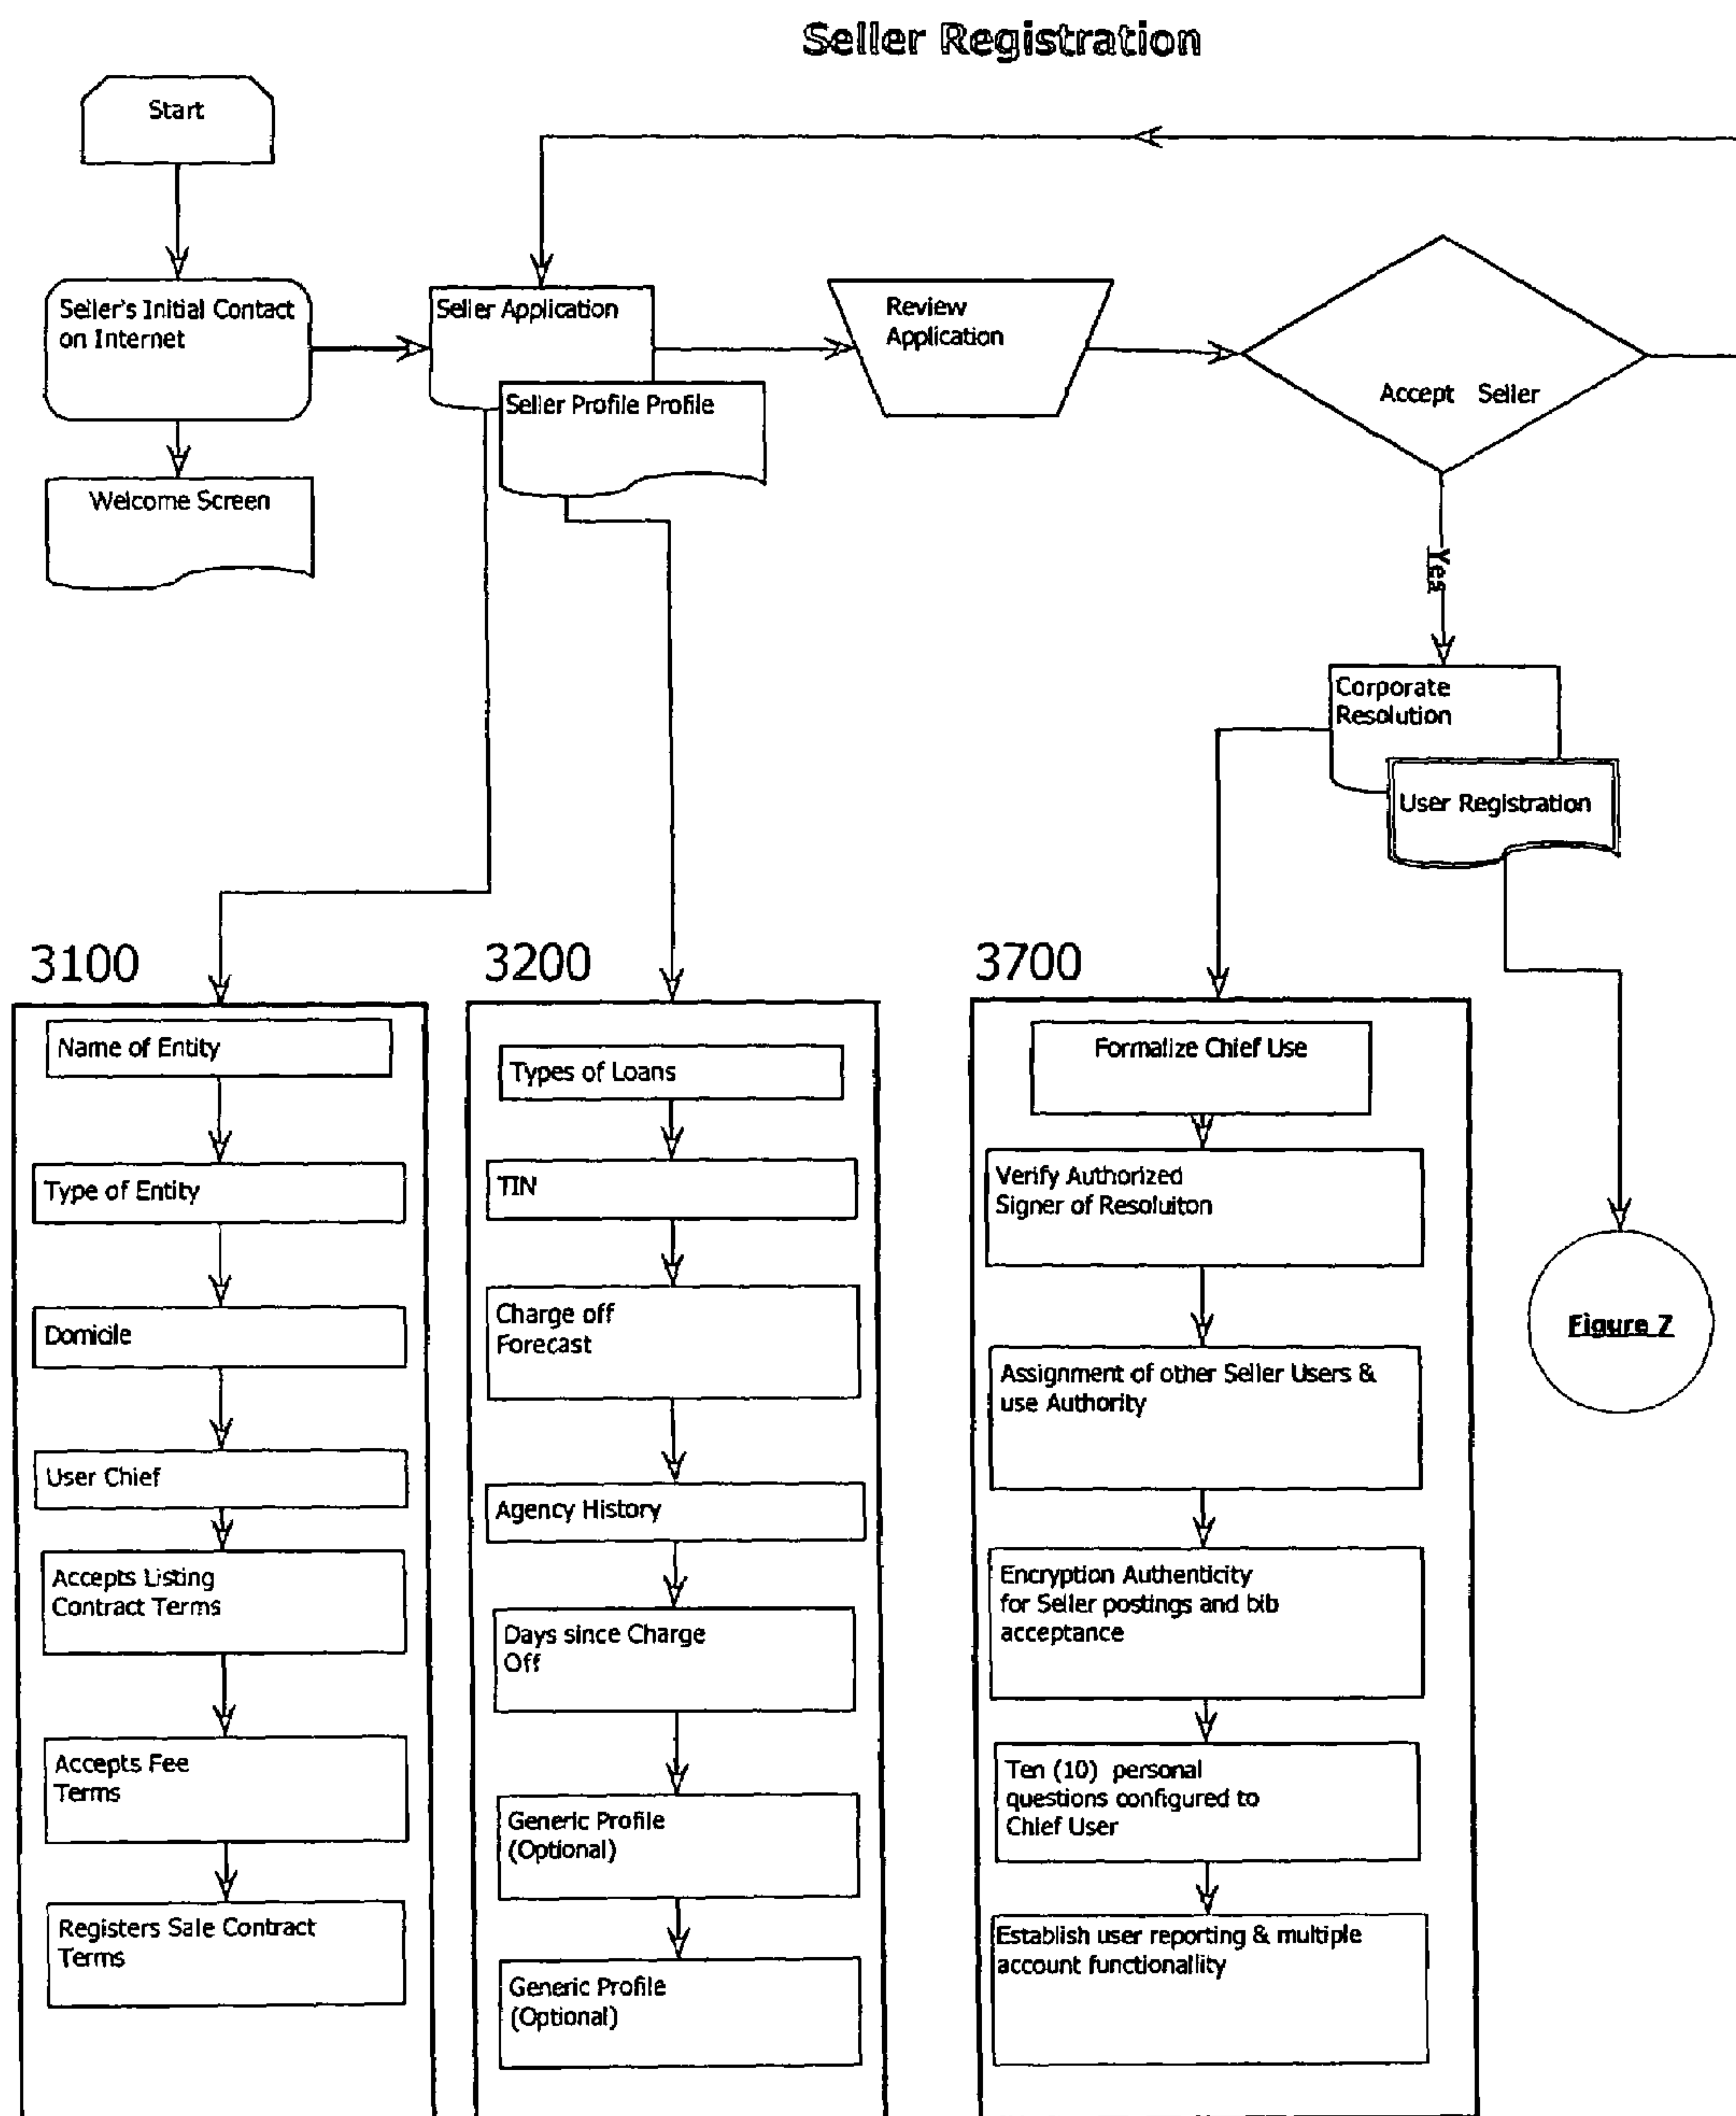 Seller Registration
Start
Seller's Initial Contact
on Internet
Welcome Screen
Seller Application
Seller Profile Profile
Review
Application
Accept Seller
Yes
Corporate
Resolution
User Registration
Figure 7
3100
Name of Entity
Type of Entity
Domicile
User Chief
Accepts Listing
Contract Terms
Accepts Fee
Terms
Registers Sale Contract
Terms
3200
Types of Loans
TIN
Charge off
Forecast
Agency History
Days since Charge
Off
Generic Profile
(Optional)
Generic Profile
(Optional)
3700
Formalize Chief Use
Verify Authorized
Signer of Resoluiton
Assignment of other Seller Users &
use Authority
Encryption Authenticity
for Seller postings and bib
acceptance
Ten (10) personal
questions configured to
Chief User
Establish user reporting & multiple
account functionallity